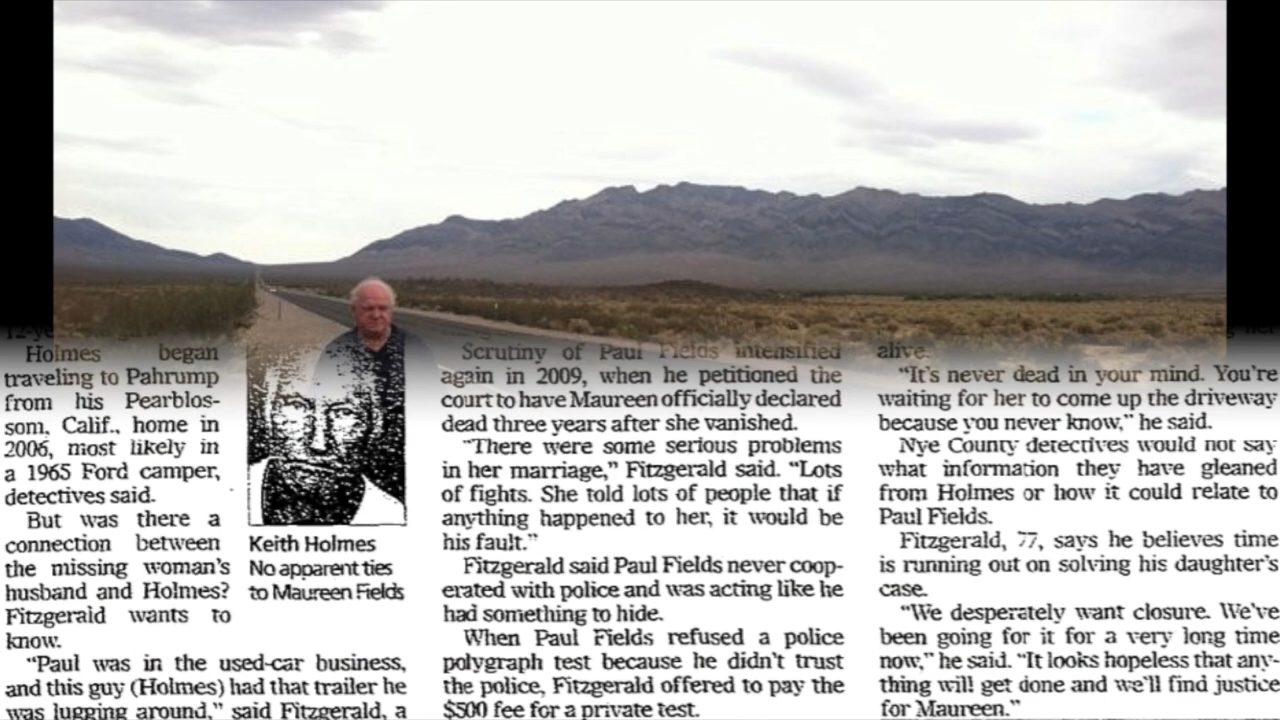 Holmes began
traveling to Pahrump
from his Pearblos-
som, Calif., home in
2006, most likely in
a 1965 Ford camper,
detectives said.
But was there a
connection between
the missing woman's
husband and Holmes?
Fitzgerald wants to
know.
"Paul was in the used-car business,
and this guy (Holmes) had that trailer he
was lugging around," said Fitzgerald, a
Keith Holmes
No apparent ties
to Maureen Fields
Scrutiny of Paul Fields intensified
again in 2009, when he petitioned the
court to have Maureen officially declared
dead three years after she vanished.
"There were some serious problems
in her marriage," Fitzgerald said. "Lots
of fights. She told lots of people that if
anything happened to her, it would be
his fault."
Fitzgerald said Paul Fields never coop-
erated with police and was acting like he
had something to hide.
When Paul Fields refused a police
polygraph test because he didn't trust
the police, Fitzgerald offered to pay the
$500 fee for a private test.
alive.
"It's never dead in your mind. You're
waiting for her to come up the driveway
because you never know," he said.
Nye County detectives would not say
what information they have gleaned
from Holmes or how it could relate to
Paul Fields.
Fitzgerald, 77, says he believes time
is running out on solving his daughter's
case.
"We desperately want closure. We've
been going for it for a very long time
now," he said. "It looks hopeless that any-
thing will get done and we'll find justice
for Maureen."